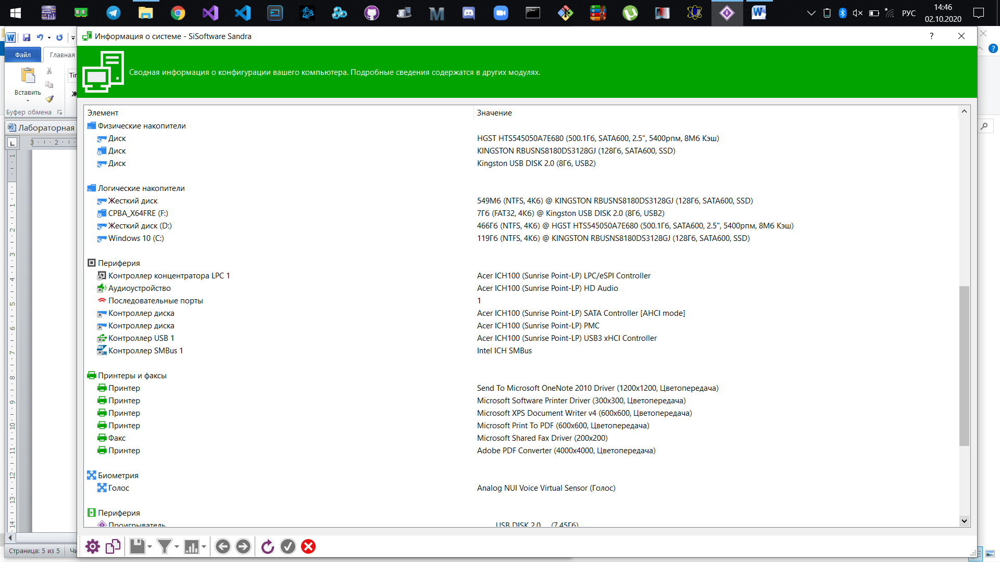 РУС
14:46
02.10.2020
Информация о системе - SiSoftware Sandra
?
Файл
Главная
Вставить
Буфер обмена
Сводная информация о конфигурации вашего компьютера. Подробные сведения содержатся в других модулях.
Лабораторная
Элемент Значение
Физические накопители
Диск HGST HTS545050A7E680 (500.1Гб, SATA600, 2.5", 5400рпм, 8Мб Кэш)
Диск KINGSTON RBUSNS8180DS3128GJ (128Гб, SATA600, SSD)
Диск Kingston USB DISK 2.0 (8Гб, USB2)
Логические накопители
Жесткий диск 549Мб (NTFS, 4Кб) @ KINGSTON RBUSNS8180DS3128GJ (128Гб, SATA600, SSD)
CPBA_X64FRE (F:) 7Гб (FAT32, 4Кб) @ Kingston USB DISK 2.0 (8Гб, USB2)
Жесткий диск (D:) 466Гб (NTFS, 4Кб) @ HGST HTS545050A7E680 (500.1Гб, SATA600, 2.5", 5400рпм, 8Мб Кэш)
Windows 10 (C:) 119Гб (NTFS, 4Кб) @ KINGSTON RBUSNS8180DS3128GJ (128Гб, SATA600, SSD)
Периферия
Контроллер концентратора LPC 1 Acer ICH100 (Sunrise Point-LP) LPC/eSPI Controller
Аудиоустройство Acer ICH100 (Sunrise Point-LP) HD Audio
Последовательные порты 1
Контроллер диска Acer ICH100 (Sunrise Point-LP) SATA Controller [AHCI mode]
Контроллер диска Acer ICH100 (Sunrise Point-LP) PMC
Контроллер USB 1 Acer ICH100 (Sunrise Point-LP) USB3 xHCI Controller
Контроллер SMBus 1 Intel ICH SMBus
Принтеры и факсы
Принтер Send To Microsoft OneNote 2010 Driver (1200x1200, Цветопередача)
Принтер Microsoft Software Printer Driver (300x300, Цветопередача)
Принтер Microsoft XPS Document Writer v4 (600x600, Цветопередача)
Принтер Microsoft Print To PDF (600x600, Цветопередача)
Факс Microsoft Shared Fax Driver (200x200)
Принтер Adobe PDF Converter (4000x4000, Цветопередача)
Биометрия
Голос Analog NUI Voice Virtual Sensor (Голос)
Периферия
Проигрыватель USB DISK 2.0 (7.45Гб)
Страница: 5 из 5